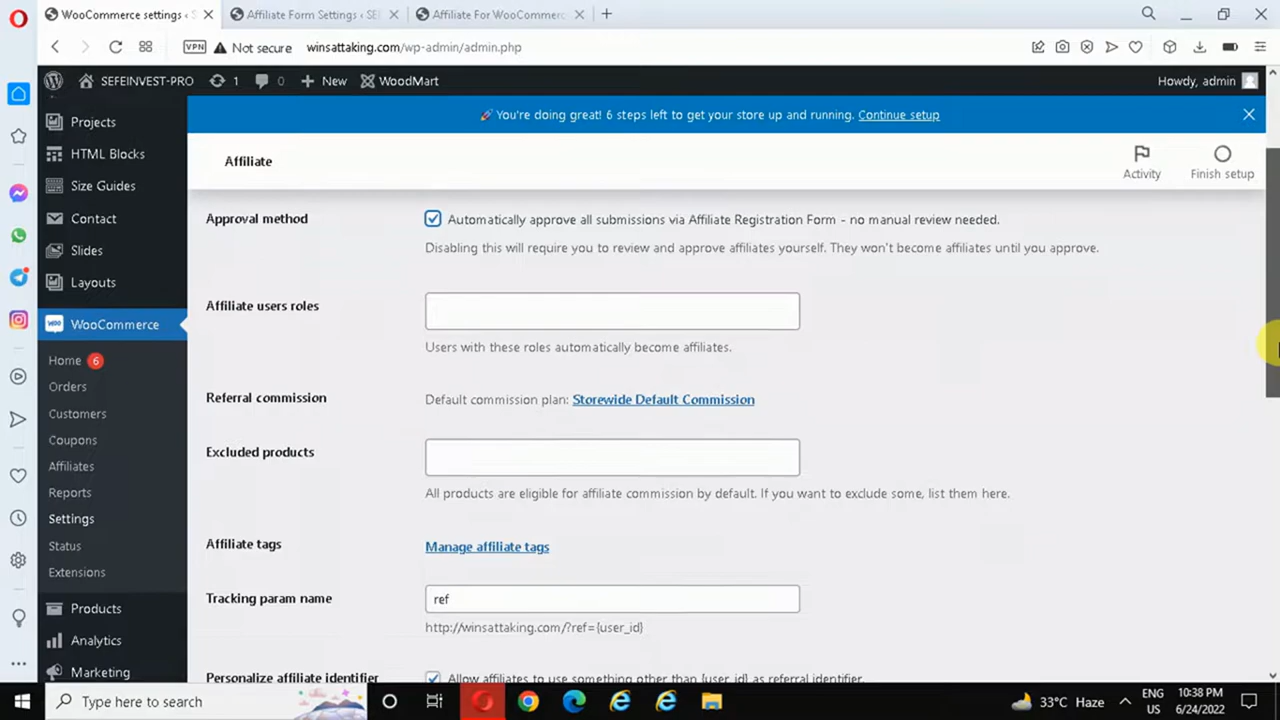 WooCommerce settings ‹ S
Affiliate Form Settings ‹ SEI
Affiliate For WooCommerc
VPN
Not secure
winsattaking.com/wp-admin/admin.php
SEFEINVEST-PRO
1
0
New
WoodMart
Howdy, admin
🚀 You're doing great! 6 steps left to get your store up and running. Continue setup
Affiliate
Activity
Finish setup
Projects
HTML Blocks
Size Guides
Contact
Slides
Layouts
WooCommerce
Home 6
Orders
Customers
Coupons
Affiliates
Reports
Settings
Status
Extensions
Products
Analytics
Marketing
Approval method
Automatically approve all submissions via Affiliate Registration Form - no manual review needed.
Disabling this will require you to review and approve affiliates yourself. They won't become affiliates until you approve.
Affiliate users roles
Users with these roles automatically become affiliates.
Referral commission
Default commission plan: Storewide Default Commission
Excluded products
All products are eligible for affiliate commission by default. If you want to exclude some, list them here.
Affiliate tags
Manage affiliate tags
Tracking param name
ref
http://winsattaking.com/?ref={user_id}
Personalize affiliate identifier
Allow affiliates to use something other than {user_id} as referral identifier.
Type here to search
33°C Haze
ENG
US
10:38 PM
6/24/2022